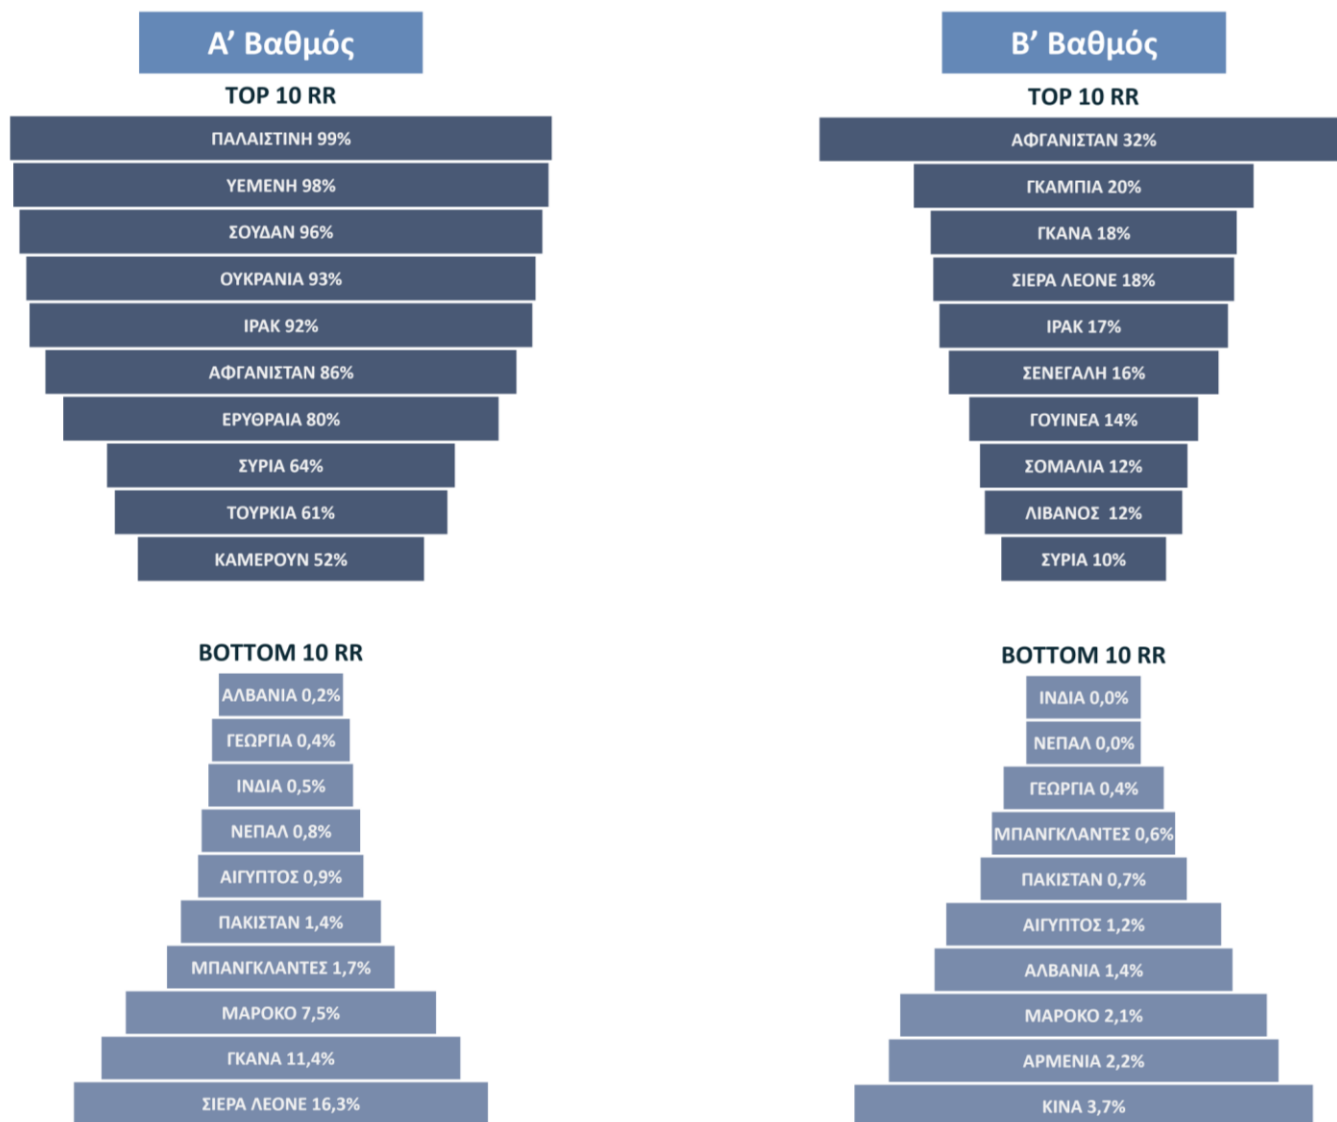 Α’ Βαθμός
TOP 10 RR
ΠΑΛΑΙΣΤΙΝΗ 99%
ΥΕΜΕΝΗ 98%
ΣΟΥΔΑΝ 96%
ΟΥΚΡΑΝΙΑ 93%
ΙΡΑΚ 92%
ΑΦΓΑΝΙΣΤΑΝ 86%
ΕΡΥΘΡΑΙΑ 80%
ΣΥΡΙΑ 64%
ΤΟΥΡΚΙΑ 61%
ΚΑΜΕΡΟΥΝ 52%
BOTTOM 10 RR
ΑΛΒΑΝΙΑ 0,2%
ΓΕΩΡΓΙΑ 0,4%
ΙΝΔΙΑ 0,5%
ΝΕΠΑΛ 0,8%
ΑΙΓΥΠΤΟΣ 0,9%
ΠΑΚΙΣΤΑΝ 1,4%
ΜΠΑΝΓΚΛΑΝΤΕΣ 1,7%
ΜΑΡΟΚΟ 7,5%
ΓΚΑΝΑ 11,4%
ΣΙΕΡΑ ΛΕΟΝΕ 16,3%
Β’ Βαθμός
TOP 10 RR
ΑΦΓΑΝΙΣΤΑΝ 32%
ΓΚΑΜΠΙΑ 20%
ΓΚΑΝΑ 18%
ΣΙΕΡΑ ΛΕΟΝΕ 18%
ΙΡΑΚ 17%
ΣΕΝΕΓΑΛΗ 16%
ΓΟΥΙΝΕΑ 14%
ΣΟΜΑΛΙΑ 12%
ΛΙΒΑΝΟΣ 12%
ΣΥΡΙΑ 10%
BOTTOM 10 RR
ΙΝΔΙΑ 0,0%
ΝΕΠΑΛ 0,0%
ΓΕΩΡΓΙΑ 0,4%
ΜΠΑΝΓΚΛΑΝΤΕΣ 0,6%
ΠΑΚΙΣΤΑΝ 0,7%
ΑΙΓΥΠΤΟΣ 1,2%
ΑΛΒΑΝΙΑ 1,4%
ΜΑΡΟΚΟ 2,1%
ΑΡΜΕΝΙΑ 2,2%
ΚΙΝΑ 3,7%